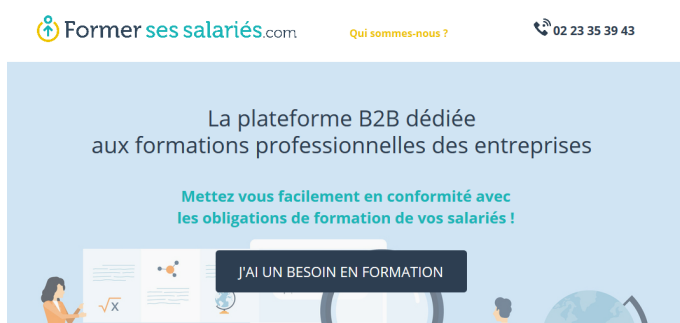 Former ses salariés.com
Qui sommes-nous ?
02 23 35 39 43
La plateforme B2B dédiée
aux formations professionnelles des entreprises
Mettez vous facilement en conformité avec
les obligations de formation de vos salariés !
J'AI UN BESOIN EN FORMATION
√x